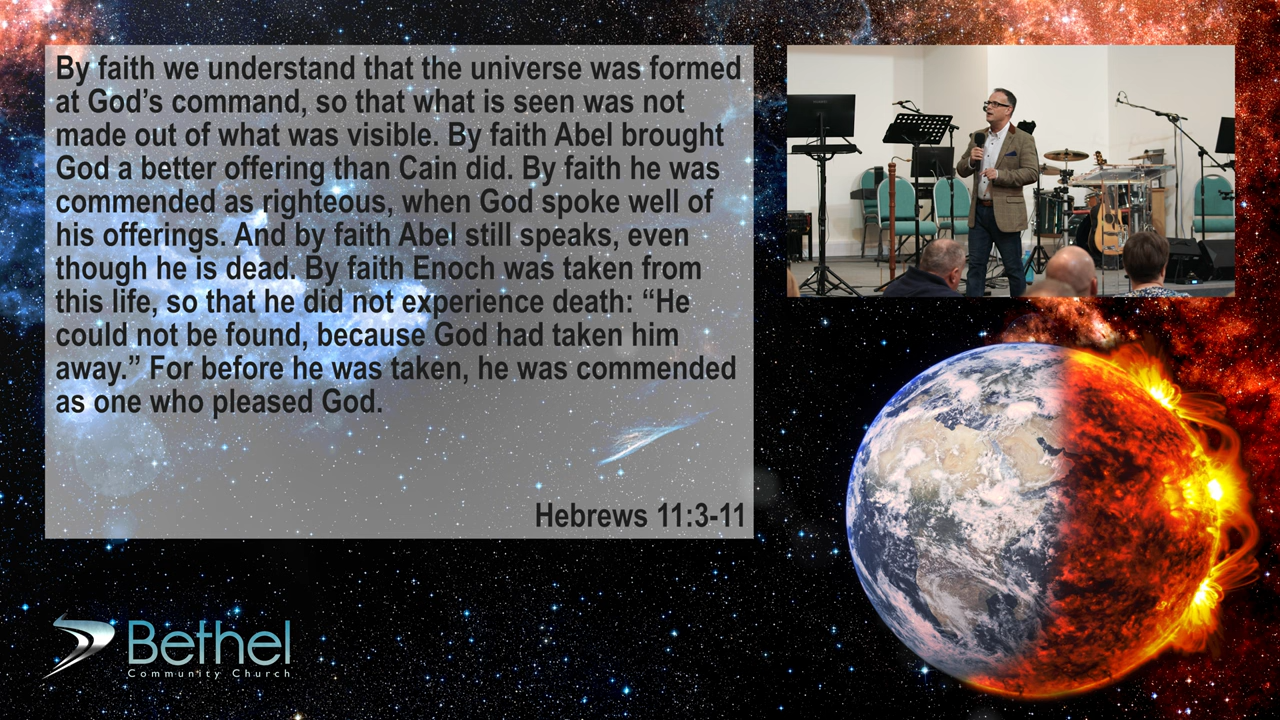 By faith we understand that the universe was formed
at God’s command, so that what is seen was not
made out of what was visible. By faith Abel brought
God a better offering than Cain did. By faith he was
commended as righteous, when God spoke well of
his offerings. And by faith Abel still speaks, even
though he is dead. By faith Enoch was taken from
this life, so that he did not experience death: “He
could not be found, because God had taken him
away.” For before he was taken, he was commended
as one who pleased God.
Hebrews 11:3-11
Bethel
Community Church